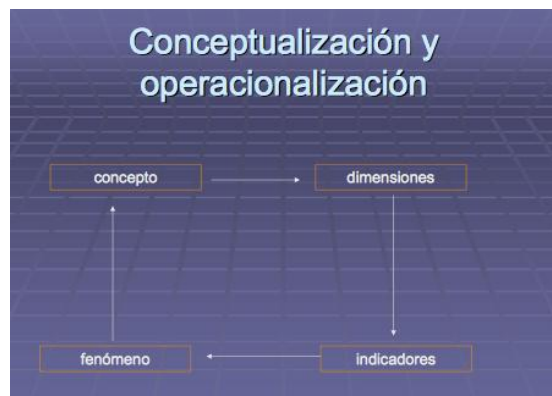 Conceptualización y
operacionalización
concepto
dimensiones
fenómeno
indicadores